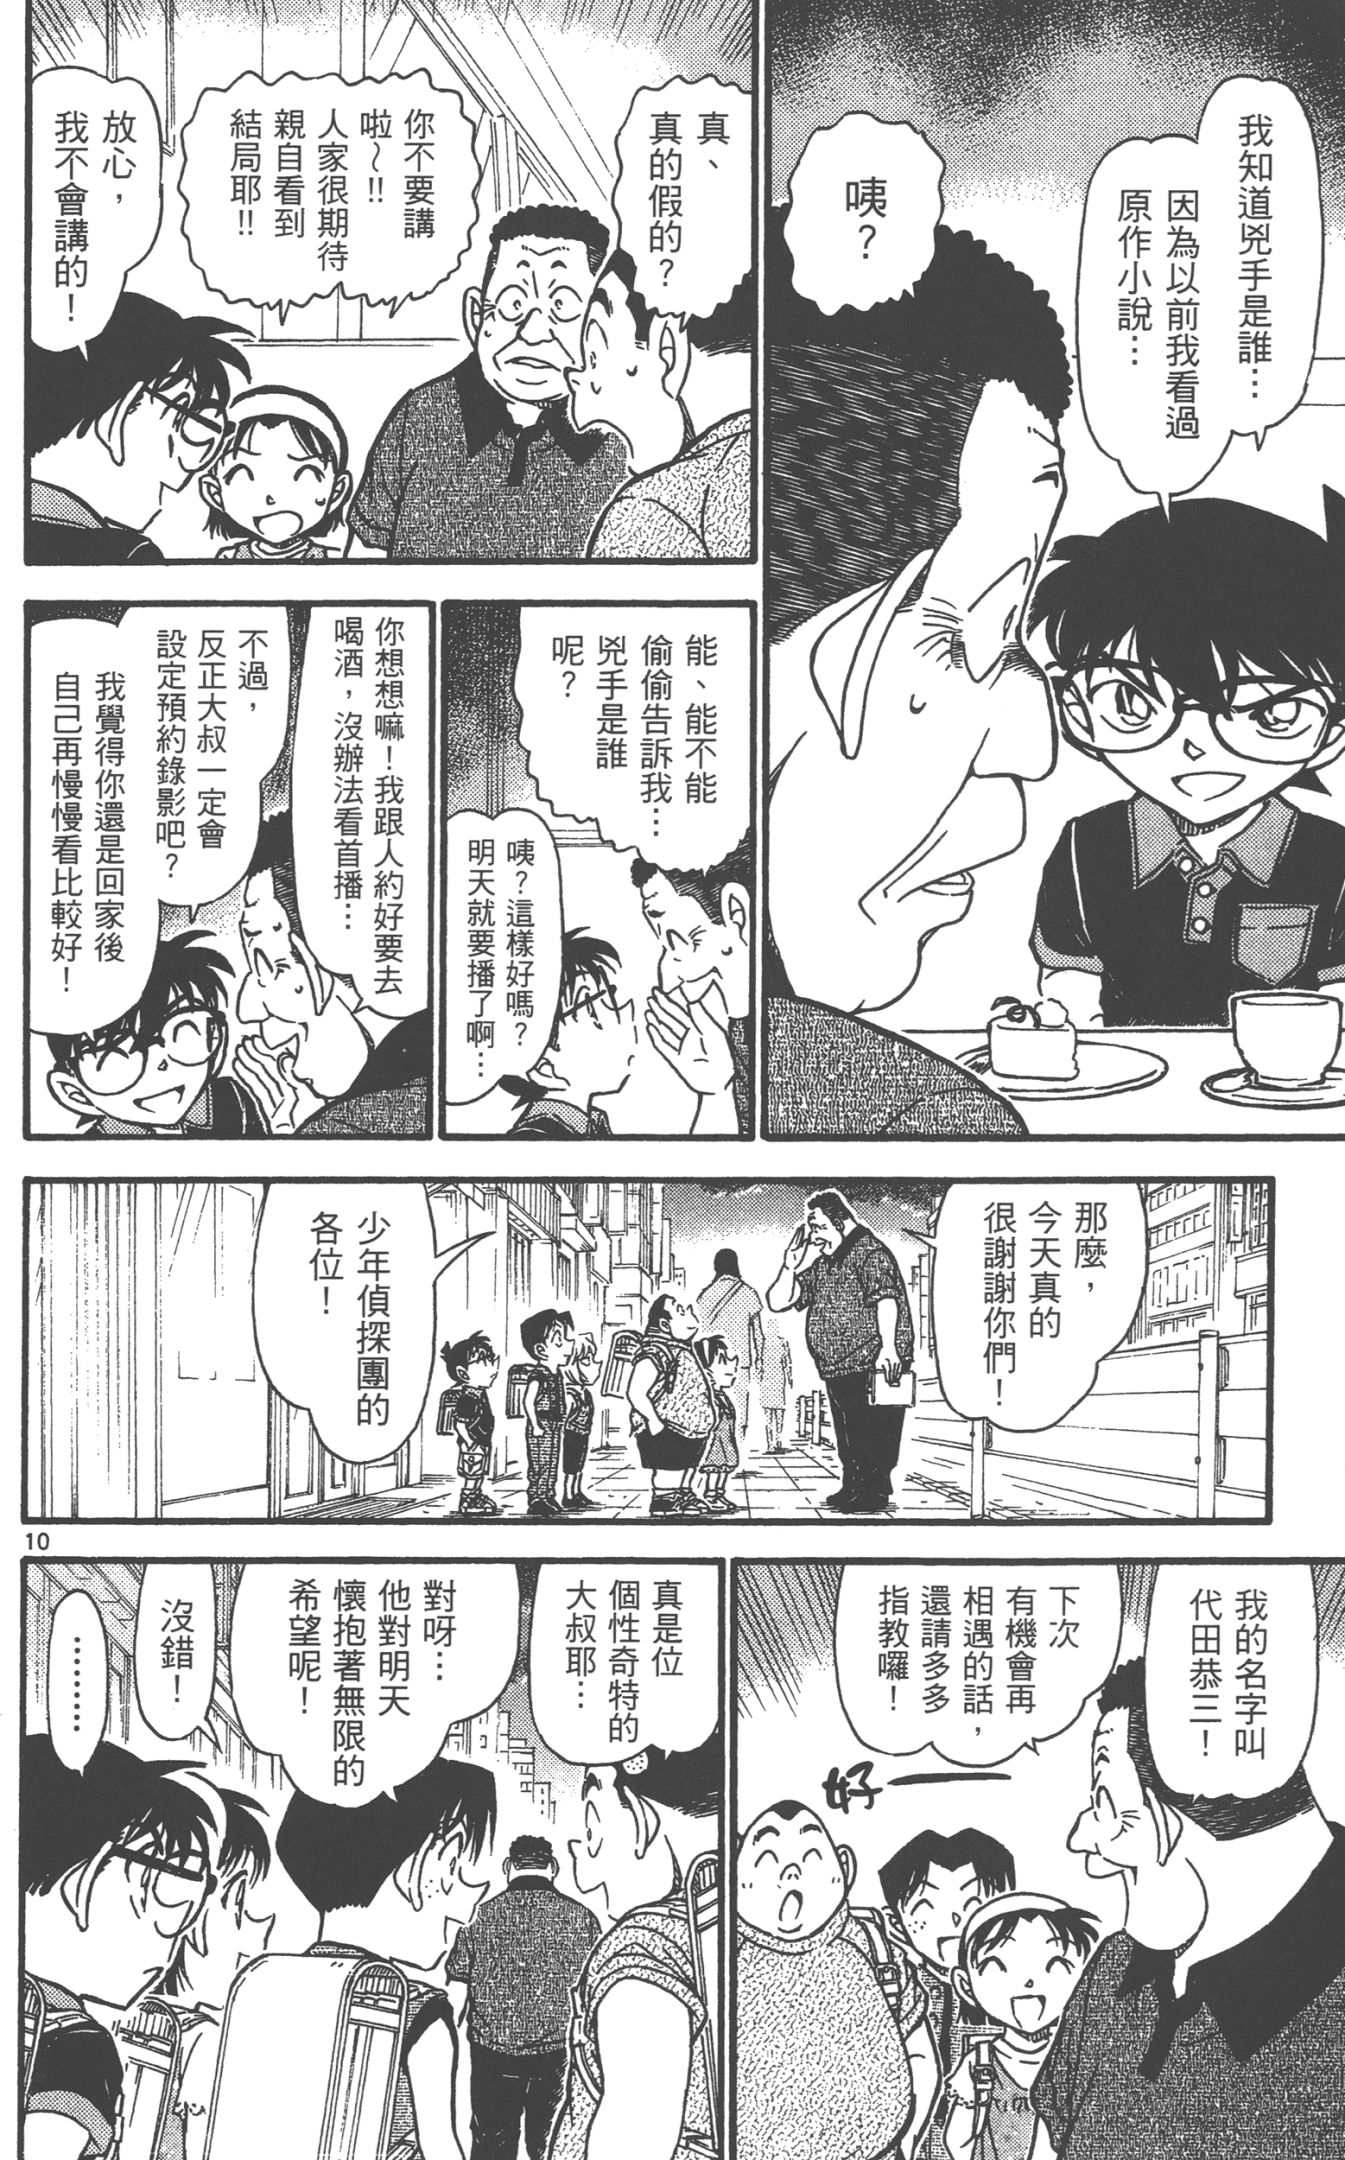 我知道兇手是誰…
因為以前我看過
原作小說…
咦？
真、
真的假的？
你不要講
啦～!!
人家很期待
親自看到
結局耶!!
放心，
我不會講的！
能、能不能
偷偷告訴我…
兇手是誰
呢？
咦？這樣好嗎？
明天就要播了啊…
你想想嘛！我跟人約好要去
喝酒，沒辦法看首播…
不過，
反正大叔一定會
設定預約錄影吧？
我覺得你還是回家後
自己再慢慢看比較好！
那麼，
今天真的
很謝謝你們！
少年偵探團的
各位！
我的名字叫
代田恭三！
下次
有機會再
相遇的話，
還請多多
指教囉！
好——
真是位
個性奇特的
大叔耶…
對呀…
他對明天
懷抱著無限的
希望呢！
沒錯！
………
10